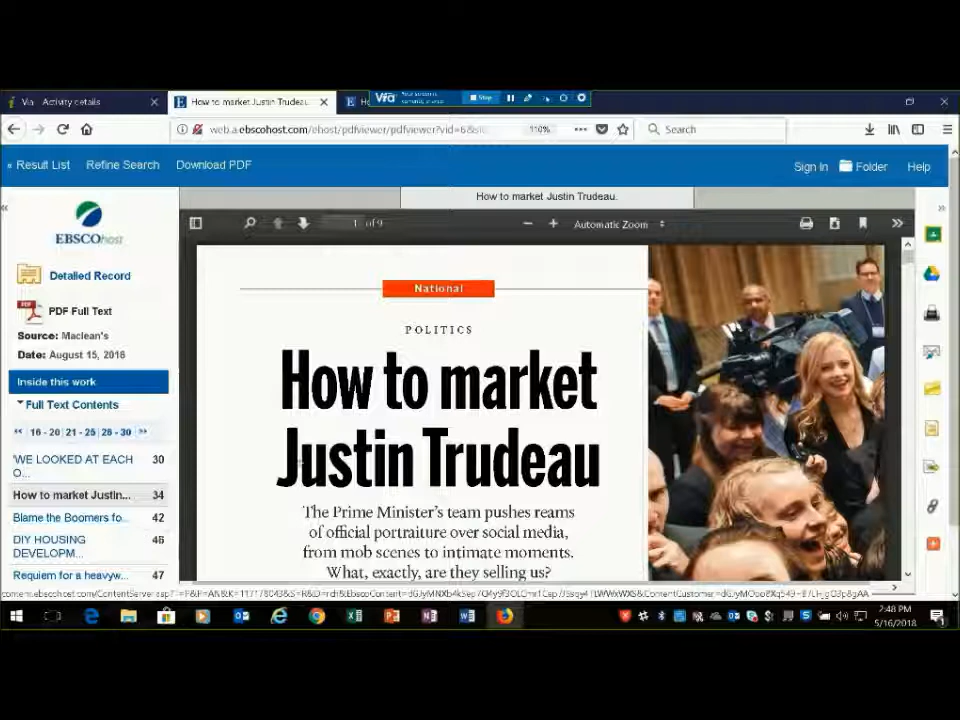 Via Activity details
How to market Justin Trudeau
Stop
web.a.ebscohost.com/ehost/pdfviewer/pdfviewer?vid=6&si
110%
Search
« Result List Refine Search Download PDF
Sign In Folder Help
How to market Justin Trudeau.
1 of 9
Automatic Zoom
EBSCOhost
Detailed Record
PDF Full Text
Source: Maclean's
Date: August 15, 2016
Inside this work
Full Text Contents
16 - 20 21 - 25 26 - 30
'WE LOOKED AT EACH O... 30
How to market Justin... 34
Blame the Boomers fo... 42
DIY HOUSING DEVELOPM... 46
Requiem for a heavyw... 47
National
POLITICS
How to market
Justin Trudeau
The Prime Minister's team pushes reams
of official portraiture over social media,
from mob scenes to intimate moments.
What, exactly, are they selling us?
2:48 PM
5/16/2018